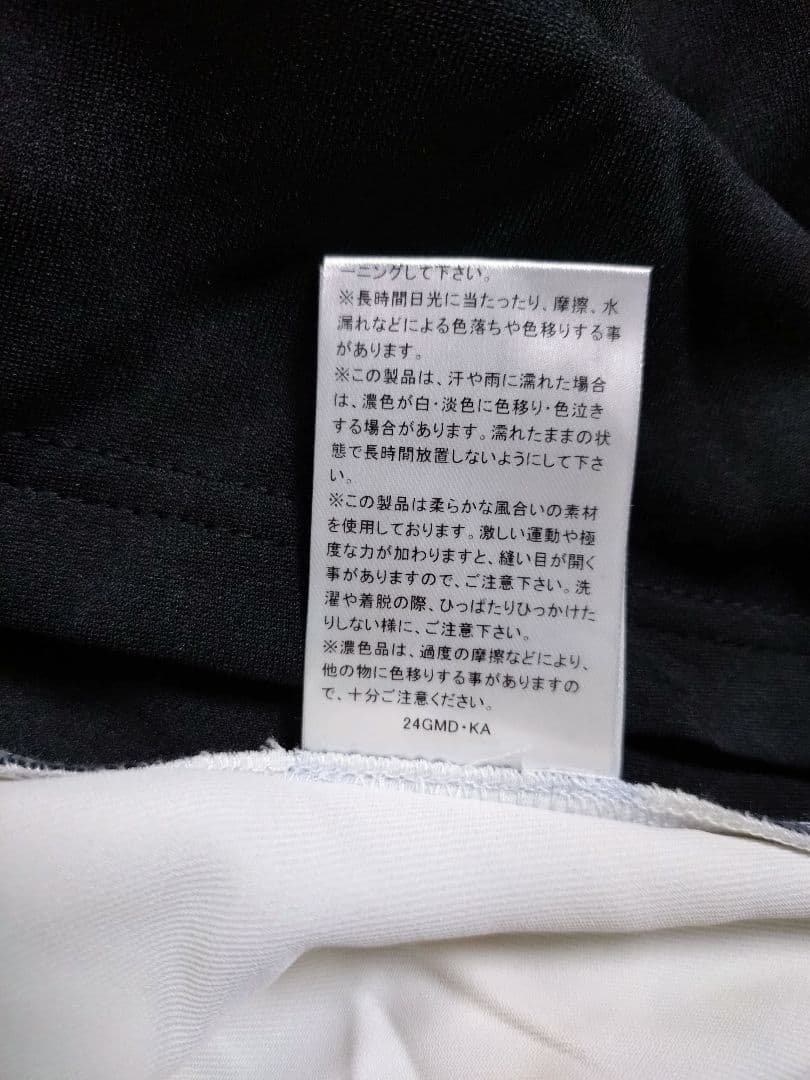 ーニングして下さい。
※長時間日光に当たったり、摩擦、水
漏れなどによる色落ちや色移りする事
があります。
※この製品は、汗や雨に濡れた場合
は、濃色が白・淡色に色移り・色泣き
する場合があります。濡れたままの状
態で長時間放置しないようにして下さ
い。
※この製品は柔らかな風合いの素材
を使用しております。激しい運動や極
度な力が加わりますと、縫い目が開く
事がありますので、ご注意下さい。洗
濯や着脱の際、ひっぱたりひっかけた
りしない様に、ご注意下さい。
※濃色品は、過度の摩擦などにより、
他の物に色移りする事がありますの
で、十分ご注意ください。
24GMD・KA